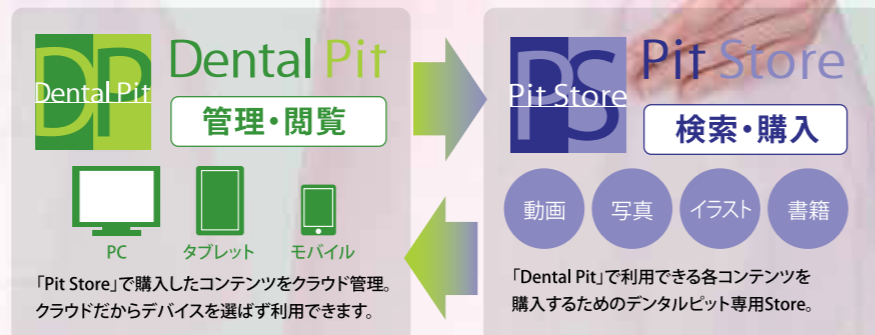 DP
Dental Pit
Dental Pit
管理・閲覧
PC
タブレット
モバイル
「Pit Store」で購入したコンテンツをクラウド管理。
クラウドだからデバイスを選ばず利用できます。
PS
Pit Store
Pit Store
検索・購入
動画
写真
イラスト
書籍
「Dental Pit」で利用できる各コンテンツを
購入するためのデンタルピット専用Store。